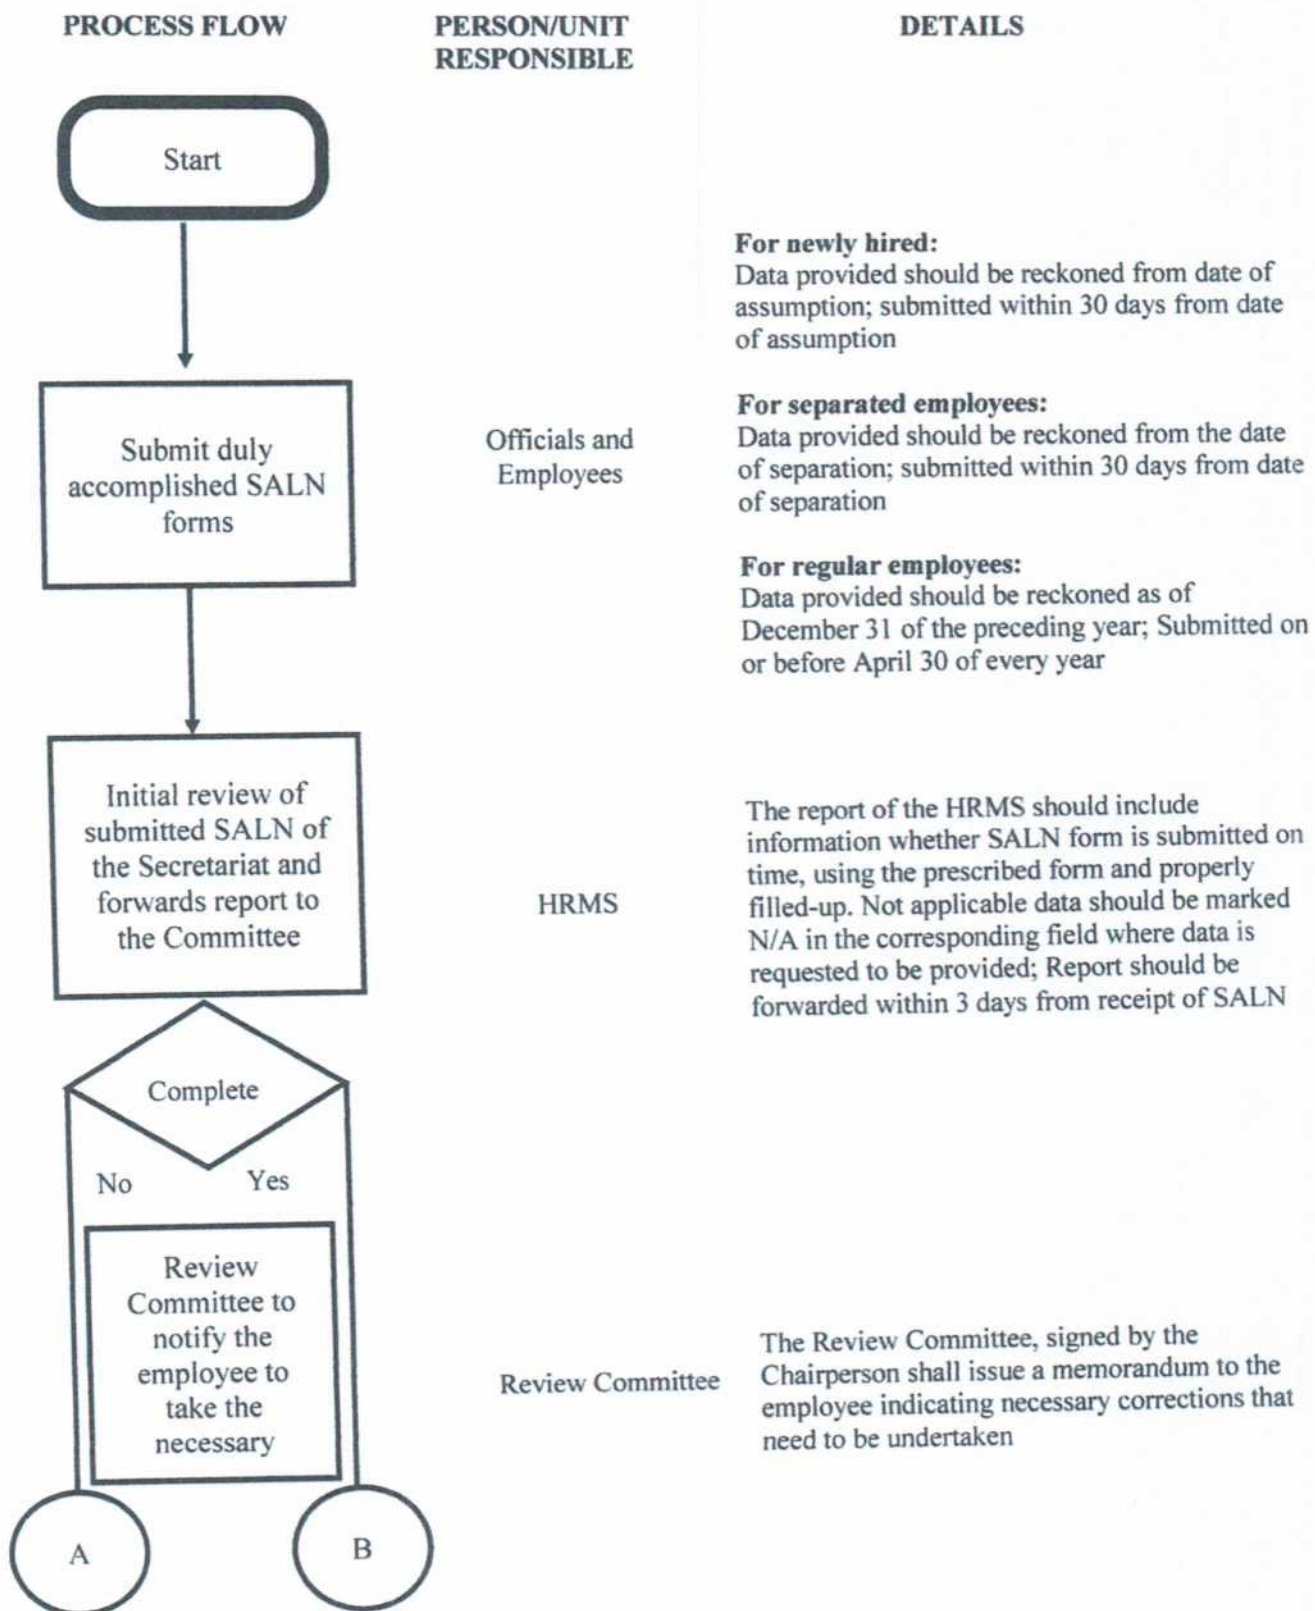 PROCESS FLOW
PERSON/UNIT
RESPONSIBLE
DETAILS
Start
For newly hired:
Data provided should be reckoned from date of
assumption; submitted within 30 days from date
of assumption
Submit duly
accomplished SALN
forms
Officials and
Employees
For separated employees:
Data provided should be reckoned from the date
of separation; submitted within 30 days from date
of separation
For regular employees:
Data provided should be reckoned as of
December 31 of the preceding year; Submitted on
or before April 30 of every year
Initial review of
submitted SALN of
the Secretariat and
forwards report to
the Committee
HRMS
The report of the HRMS should include
information whether SALN form is submitted on
time, using the prescribed form and properly
filled-up. Not applicable data should be marked
N/A in the corresponding field where data is
requested to be provided; Report should be
forwarded within 3 days from receipt of SALN
Complete
No
Yes
Review
Committee to
notify the
employee to
take the
necessary
Review Committee
The Review Committee, signed by the
Chairperson shall issue a memorandum to the
employee indicating necessary corrections that
need to be undertaken
A
B